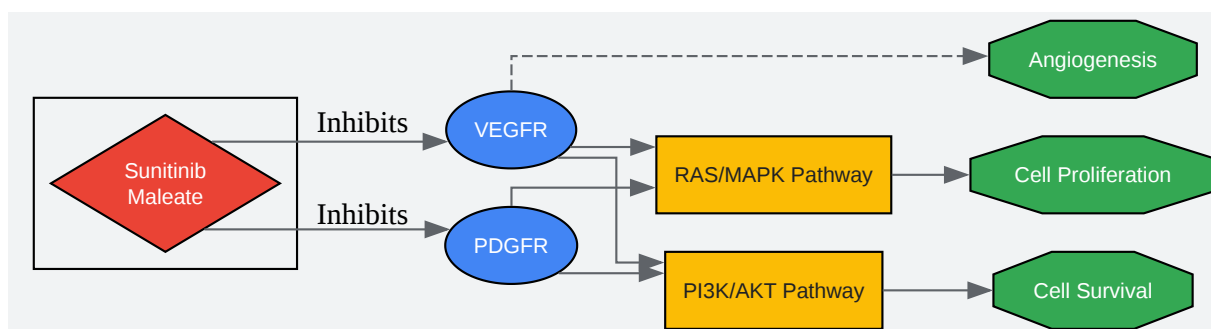 Angiogenesis
Inhibits
VEGFR
Sunitinib
Maleate
RAS/MAPK Pathway
Cell Proliferation
Inhibits
PDGFR
PI3K/AKT Pathway
Cell Survival